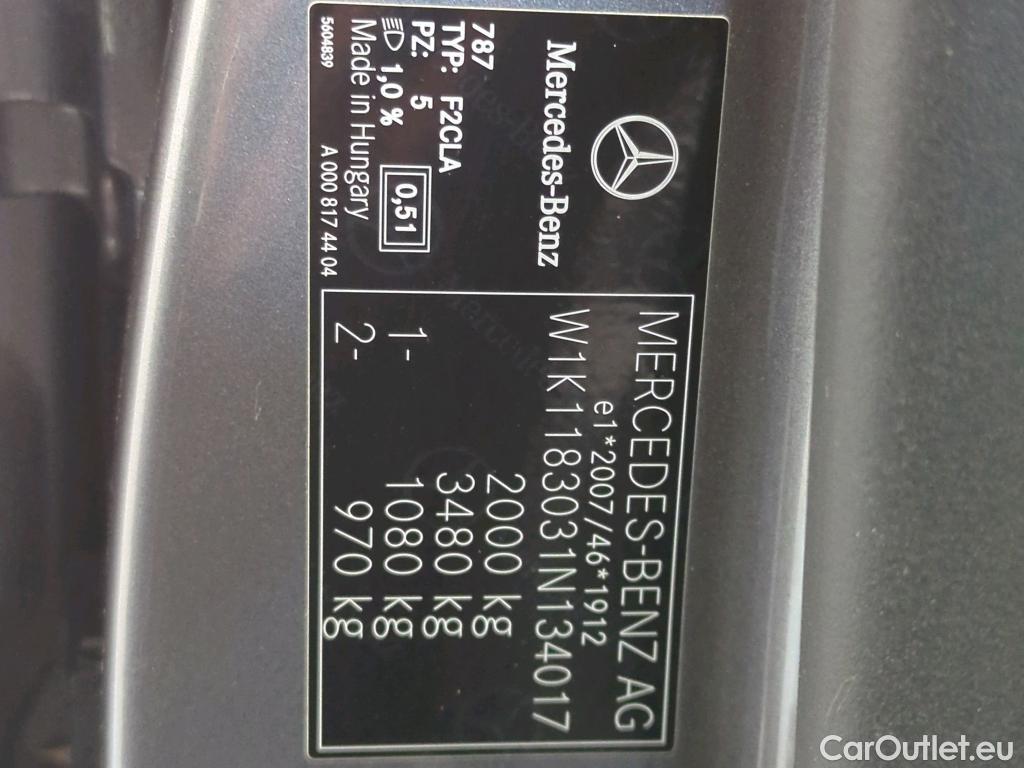 Mercedes-Benz
787
TYP: F2CLA
PZ: 5
1,0 % 0,51
Made in Hungary
5604839 A 000 817 44 04
MERCEDES-BENZ AG
e1*2007/46*1912
W1K1183031N134017
2000 kg
3480 kg
1- 1080 kg
2- 970 kg
CarOutlet.eu